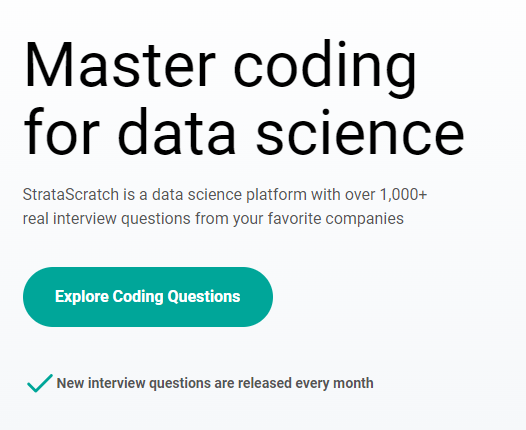 Master coding
for data science
StrataScratch is a data science platform with over 1,000+
real interview questions from your favorite companies
Explore Coding Questions
New interview questions are released every month